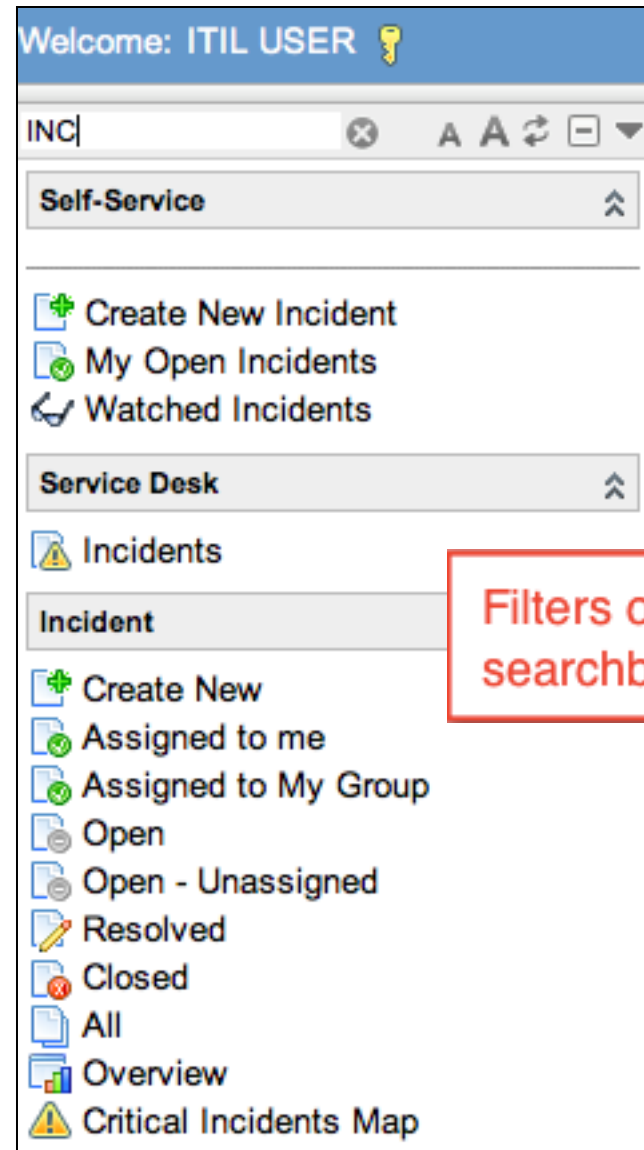 Welcome: ITIL USER
INC
A A
Self-Service
Create New Incident
My Open Incidents
Watched Incidents
Service Desk
Incidents
Filters
searchb
Incident
Create New
Assigned to me
Assigned to My Group
Open
Open - Unassigned
Resolved
Closed
All
Overview
Critical Incidents Map